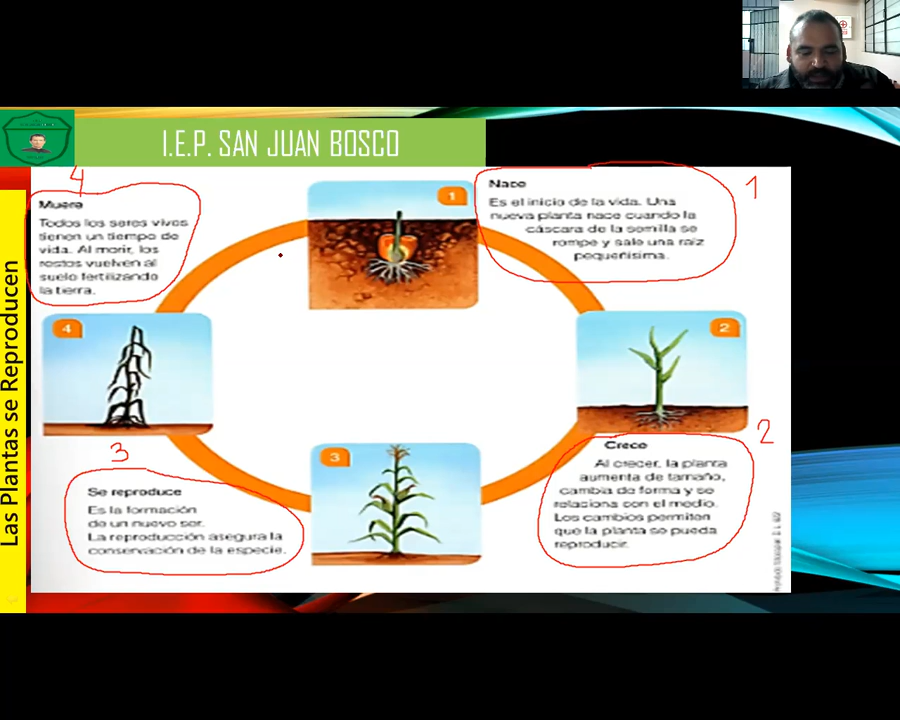 I.E.P. SAN JUAN BOSCO
Las Plantas se Reproducen
1
Nace
Es el inicio de la vida. Una
nueva planta nace cuando la
cáscara de la semilla se
rompe y sale una raíz
pequeñísima.
1
2
Crece
Al crecer, la planta
aumenta de tamaño,
cambia de forma y se
relaciona con el medio.
Los cambios permiten
que la planta se pueda
reproducir.
2
3
3
Se reproduce
Es la formación
de un nuevo ser.
La reproducción asegura la
conservación de la especie.
4
Muere
Todos los seres vivos
tienen un tiempo de
vida. Al morir, los
restos vuelven al
suelo fertilizando
la tierra.
4